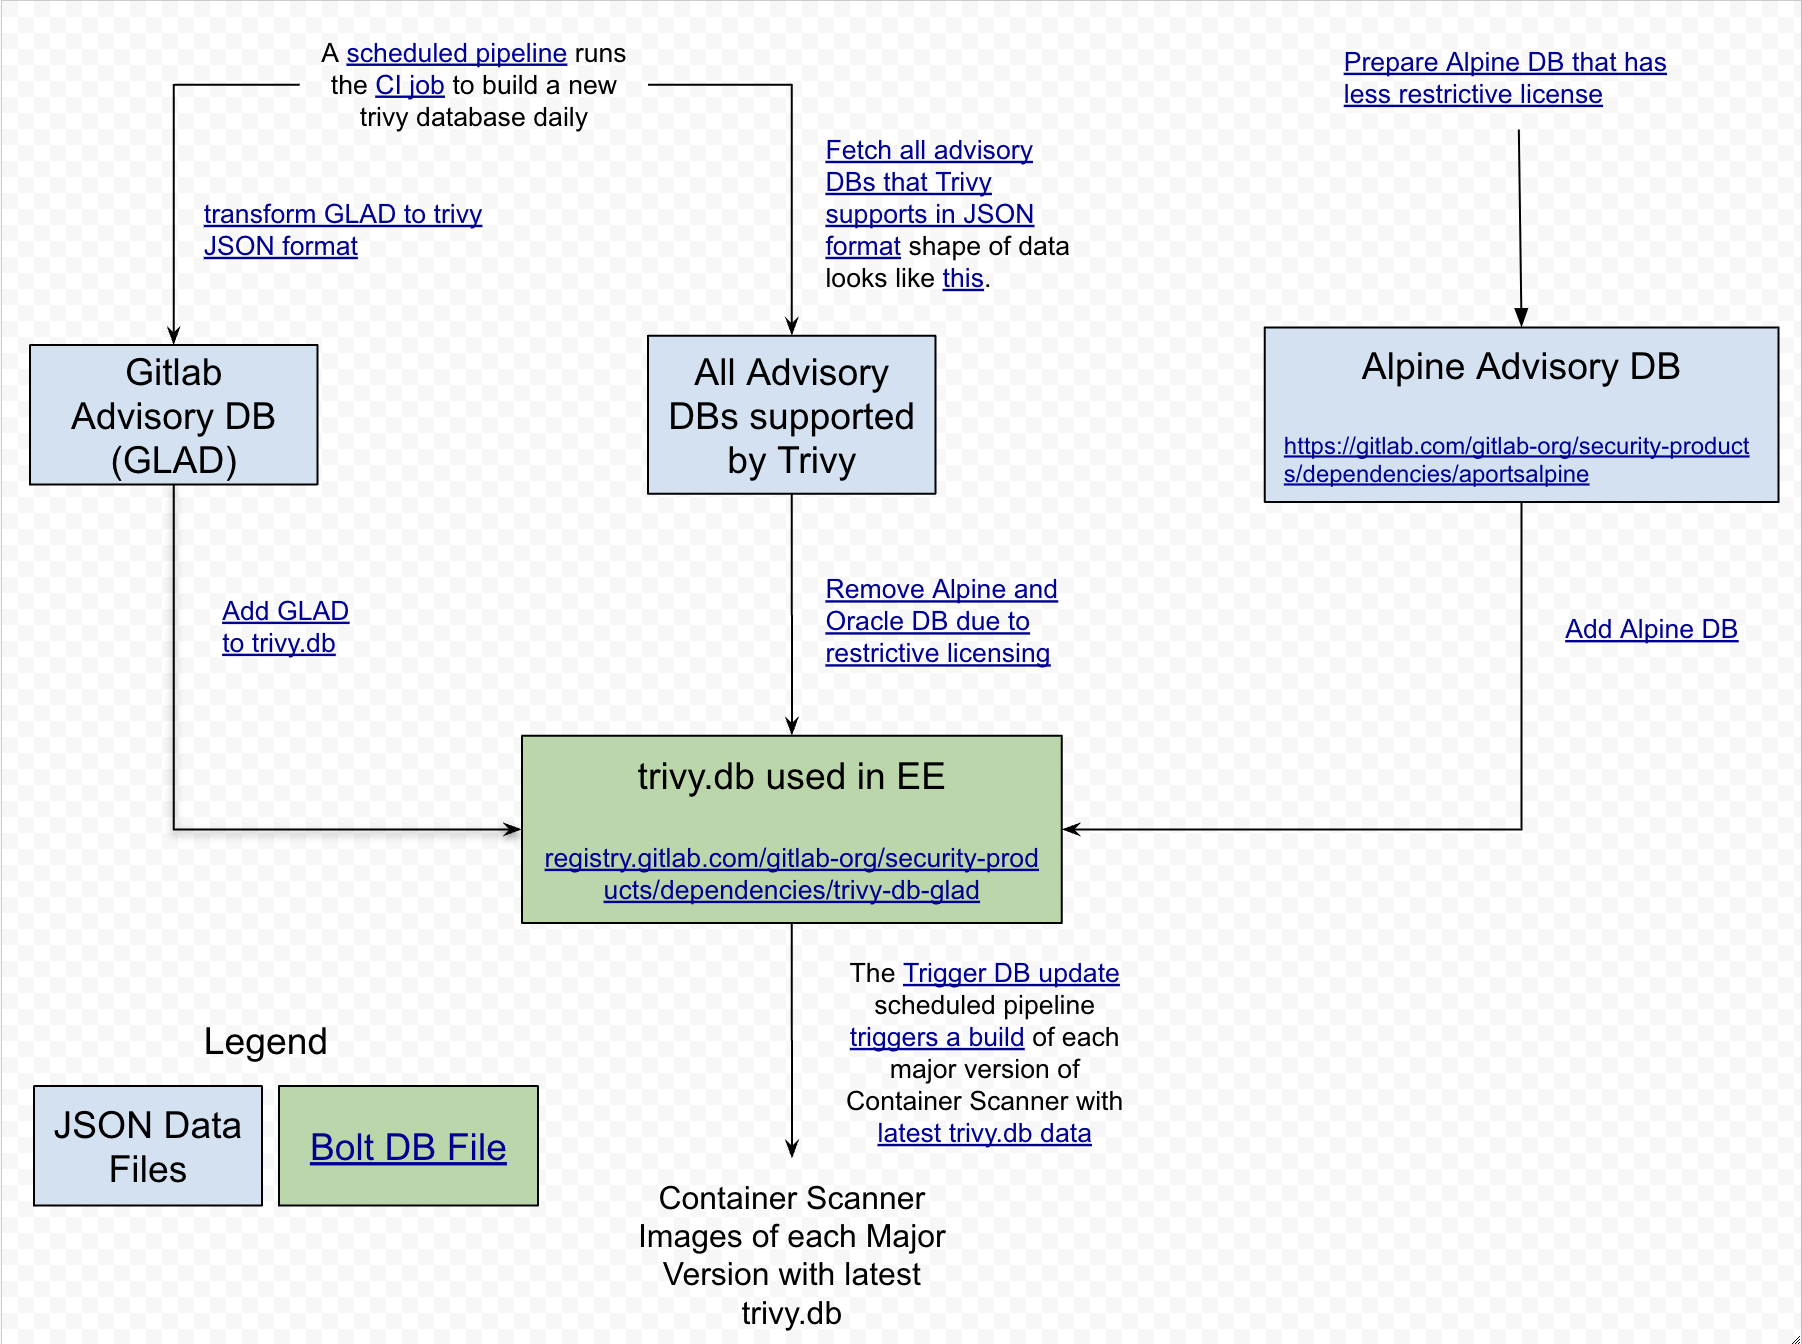 A scheduled pipeline runs
the CI job to build a new
trivy database daily
Prepare Alpine DB that has
less restrictive license
transform GLAD to trivy
JSON format
Fetch all advisory
DBs that Trivy
supports in JSON
format shape of data
looks like this.
Gitlab
Advisory DB
(GLAD)
All Advisory
DBs supported
by Trivy
Alpine Advisory DB
https://gitlab.com/gitlab-org/security-product
s/dependencies/aportsalpine
Add GLAD
to trivy.db
Remove Alpine and
Oracle DB due to
restrictive licensing
Add Alpine DB
trivy.db used in EE
registry.gitlab.com/gitlab-org/security-prod
ucts/dependencies/trivy-db-glad
The Trigger DB update
scheduled pipeline
triggers a build of each
major version of
Container Scanner with
latest trivy.db data
Legend
JSON Data
Files
Bolt DB File
Container Scanner
Images of each Major
Version with latest
trivy.db